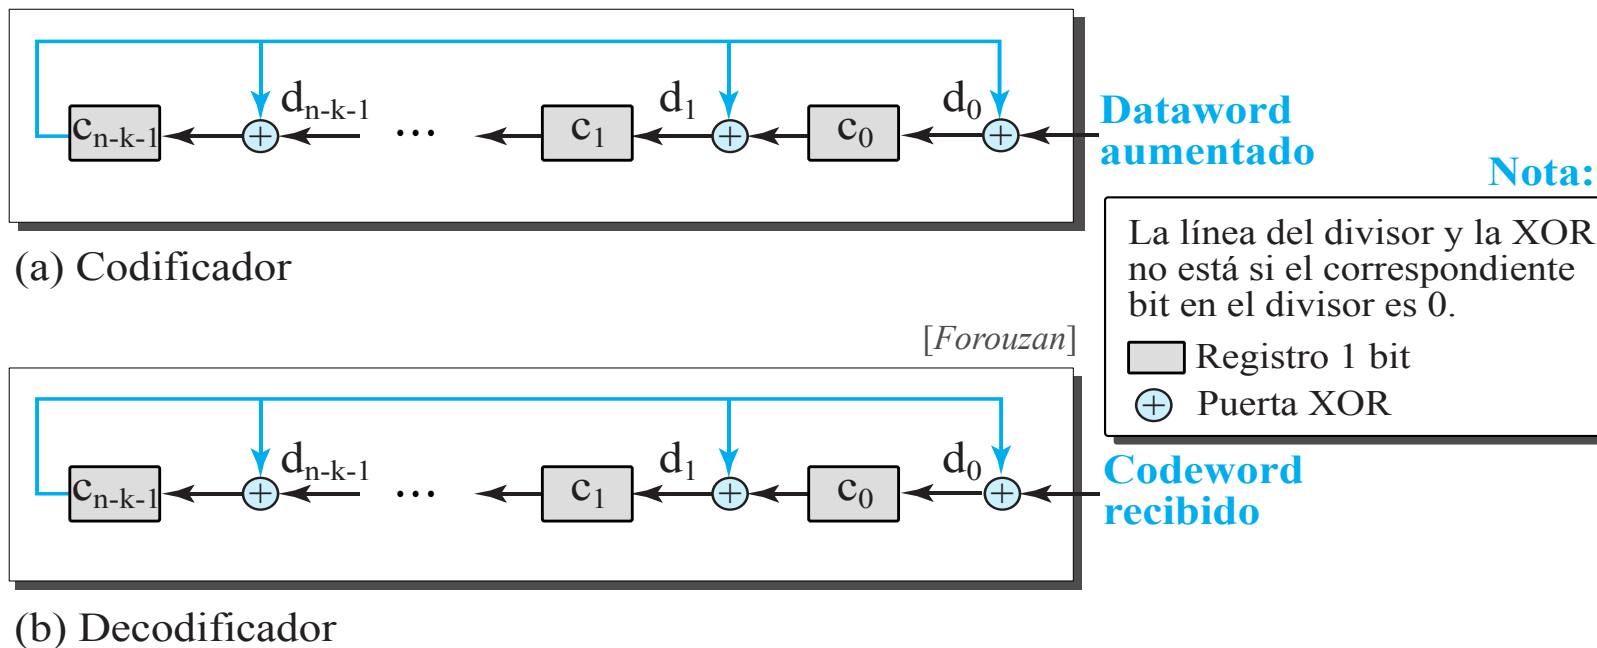 d_{n-k-1} d_1 d_0
c_{n-k-1} ... c_1 c_0
Dataword
aumentado
(a) Codificador
Nota:
La línea del divisor y la XOR
no está si el correspondiente
bit en el divisor es 0.
Registro 1 bit
Puerta XOR
[Forouzan]
d_{n-k-1} d_1 d_0
c_{n-k-1} ... c_1 c_0
Codeword
recibido
(b) Decodificador